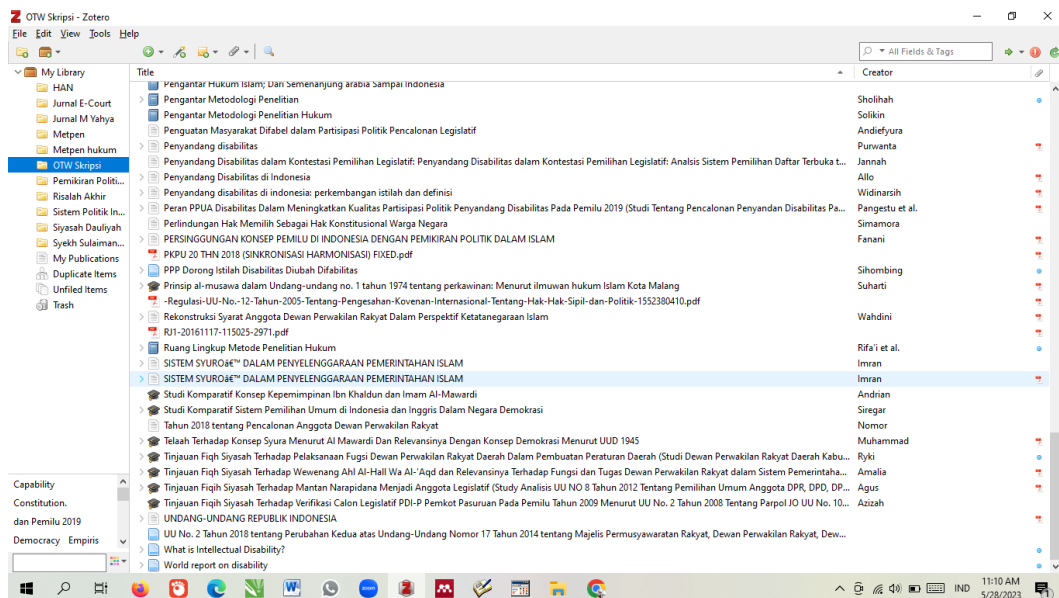 OTW Skripsi - Zotero
File Edit View Tools Help
All Fields & Tags
My Library
HAN
Jurnal E-Court
Jurnal M Yahya
Metpen
Metpen hukum
OTW Skripsi
Pemikiran Politi...
Risalah Akhir
Sistem Politik In...
Siyasah Dauliyah
Syekh Sulaiman...
My Publications
Duplicate Items
Unfiled Items
Trash
Capability
Constitution.
dan Pemilu 2019
Democracy Empiris
Title Creator
Pengantar Hukum Islam; Dari Semenanjung arabia Sampai Indonesia
Pengantar Metodologi Penelitian Sholihah
Pengantar Metodologi Penelitian Hukum Solikin
Penguatan Masyarakat Difabel dalam Partisipasi Politik Pencalonan Legislatif Andiefyura
Penyandang disabilitas Purwanta
Penyandang Disabilitas dalam Kontestasi Pemilihan Legislatif: Penyandang Disabilitas dalam Kontestasi Pemilihan Legislatif: Analsis Sistem Pemilihan Daftar Terbuka t... Jannah
Penyandang Disabilitas di Indonesia Allo
Penyandang disabilitas di indonesia: perkembangan istilah dan definisi Widinarsih
Peran PPUA Disabilitas Dalam Meningkatkan Kualitas Partisipasi Politik Penyandang Disabilitas Pada Pemilu 2019 (Studi Tentang Pencalonan Penyandan Disabilitas Pa... Pangestu et al.
Perlindungan Hak Memilih Sebagai Hak Konstitusional Warga Negara Simamora
PERSINGGUNGAN KONSEP PEMILU DI INDONESIA DENGAN PEMIKIRAN POLITIK DALAM ISLAM Fanani
PKPU 20 THN 2018 (SINKRONISASI HARMONISASI) FIXED.pdf
PPP Dorong Istilah Disabilitas Diubah Difabilitas Sihombing
Prinsip al-musawa dalam Undang-undang no. 1 tahun 1974 tentang perkawinan: Menurut ilmuwan hukum Islam Kota Malang Suharti
-Regulasi-UU-No.-12-Tahun-2005-Tentang-Pengesahan-Kovenan-Internasional-Tentang-Hak-Hak-Sipil-dan-Politik-1552380410.pdf
Rekonstruksi Syarat Anggota Dewan Perwakilan Rakyat Dalam Perspektif Ketatanegaraan Islam Wahdini
RJ1-20161117-115025-2971.pdf
Ruang Lingkup Metode Penelitian Hukum Rifa'i et al.
SISTEM SYUROâ€™ DALAM PENYELENGGARAAN PEMERINTAHAN ISLAM Imran
SISTEM SYUROâ€™ DALAM PENYELENGGARAAN PEMERINTAHAN ISLAM Imran
Studi Komparatif Konsep Kepemimpinan Ibn Khaldun dan Imam Al-Mawardi Andrian
Studi Komparatif Sistem Pemilihan Umum di Indonesia dan Inggris Dalam Negara Demokrasi Siregar
Tahun 2018 tentang Pencalonan Anggota Dewan Perwakilan Rakyat Nomor
Telaah Terhadap Konsep Syura Menurut Al Mawardi Dan Relevansinya Dengan Konsep Demokrasi Menurut UUD 1945 Muhammad
Tinjauan Fiqh Siyasah Terhadap Pelaksanaan Fugsi Dewan Perwakilan Rakyat Daerah Dalam Pembuatan Peraturan Daerah (Studi Dewan Perwakilan Rakyat Daerah Kabu... Ryki
Tinjauan Fiqh Siyasah Terhadap Wewenang Ahl Al-Hall Wa Al-'Aqd dan Relevansinya Terhadap Fungsi dan Tugas Dewan Perwakilan Rakyat dalam Sistem Pemerintaha... Amalia
Tinjauan Fiqih Siyasah Terhadap Mantan Narapidana Menjadi Anggota Legislatif (Study Analisis UU NO 8 Tahun 2012 Tentang Pemilihan Umum Anggota DPR, DPD, DP... Agus
Tinjauan Fiqih Siyasah Terhadap Verifikasi Calon Legislatif PDI-P Pemkot Pasuruan Pada Pemilu Tahun 2009 Menurut UU No. 2 Tahun 2008 Tentang Parpol JO UU No. 10... Azizah
UNDANG-UNDANG REPUBLIK INDONESIA
UU No. 2 Tahun 2018 tentang Perubahan Kedua atas Undang-Undang Nomor 17 Tahun 2014 tentang Majelis Permusyawaratan Rakyat, Dewan Perwakilan Rakyat, Dew...
What is Intellectual Disability?
World report on disability
zoom
IND
11:10 AM
5/28/2023